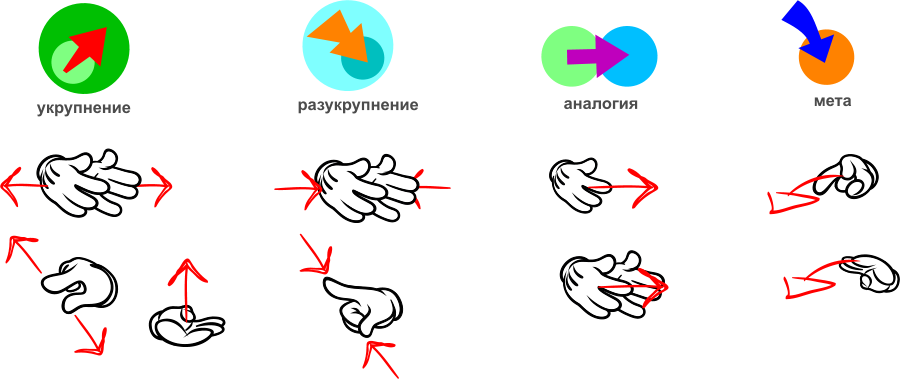 укрупнение
разукрупнение
аналогия
мета